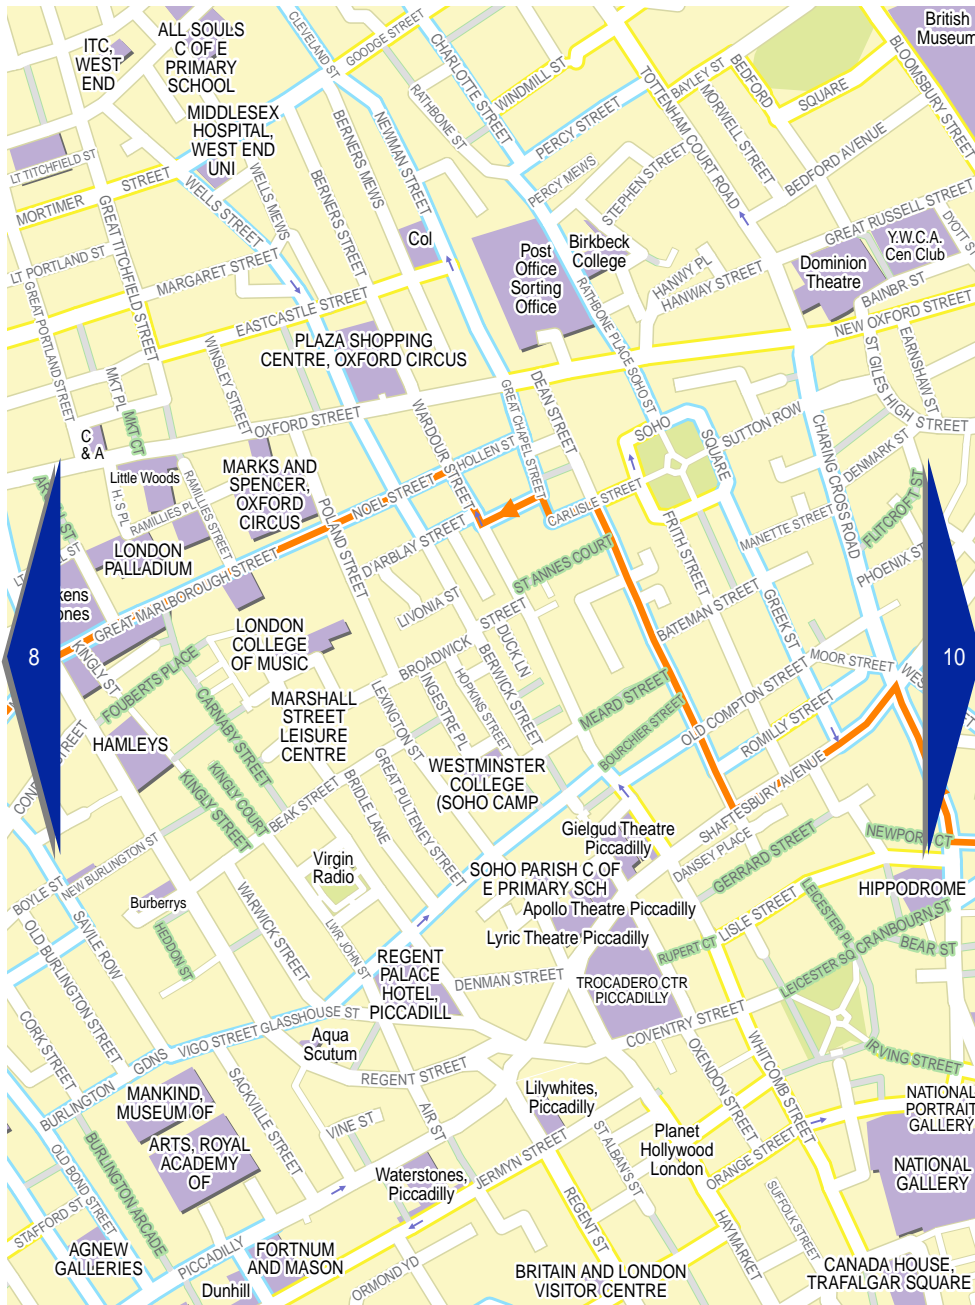 ITC,
WEST
END
ALL SOULS
C OF E
PRIMARY
SCHOOL
CLEVELAND ST
GOODGE STREET
CHARLOTTE STREET
WINDMILL ST
TOTTENHAM COURT ROAD
BAYLEY ST
BEDFORD
SQUARE
BLOOMSBURY STREET
British
Museum
MIDDLESEX
HOSPITAL,
WEST END
UNI
RATHBONE ST
PERCY STREET
MORWELL STREET
BEDFORD AVENUE
LT TITCHFIELD ST
MORTIMER STREET
WELLS STREET
WELLS MEWS
BERNERS MEWS
BERNERS STREET
NEWMAN STREET
PERCY MEWS
STEPHEN STREET
GREAT RUSSELL STREET
DYOTT
Y.W.C.A.
Cen Club
GREAT TITCHFIELD STREET
LT PORTLAND ST
MARGARET STREET
GREAT PORTLAND STREET
Col
Post
Office
Sorting
Office
Birkbeck
College
HANWY PL
HANWAY STREET
Dominion
Theatre
BAINBR ST
EASTCASTLE STREET
RATHBONE PLACE
SOHO ST
NEW OXFORD STREET
PLAZA SHOPPING
CENTRE, OXFORD CIRCUS
WINSLEY STREET
MKT PL
MKT CT
OXFORD STREET
WARDOUR STREET
GREAT CHAPEL STREET
DEAN STREET
ST GILES HIGH STREET
EARNSHAW ST
C
& A
Little Woods
MARKS AND
SPENCER,
OXFORD
CIRCUS
HOLLEN ST
NOEL STREET
SOHO
SQUARE
SUTTON ROW
CHARING CROSS ROAD
DENMARK ST
FLITCROFT ST
H S PL
RAMILLIES PL
RAMILLIES STREET
POLAND STREET
CARLISLE STREET
MANETTE STREET
PHOENIX ST
LONDON
PALLADIUM
D'ARBLAY STREET
ST ANNES COURT
FRITH STREET
GREAT MARLBOROUGH STREET
LIVONIA ST
BATEMAN STREET
GREEK ST
8
10
KINGLY ST
LONDON
COLLEGE
OF MUSIC
BROADWICK STREET
DUCK LN
BERWICK STREET
MOOR STREET
FOUBERTS PLACE
CARNABY STREET
MARSHALL
STREET
LEISURE
CENTRE
LEXINGTON ST
INGESTRE PL
HOPKINS STREET
MEARD STREET
BOURCHIER STREET
OLD COMPTON STREET
ROMILLY STREET
HAMLEYS
KINGLY COURT
KINGLY STREET
BEAK STREET
BRIDLE LANE
GREAT PULTENEY STREET
WESTMINSTER
COLLEGE
(SOHO CAMP
SHAFTESBURY AVENUE
Gielgud Theatre
Piccadilly
DANSEY PLACE
GERRARD STREET
NEWPORT CT
BOYLE ST
NEW BURLINGTON ST
Burberrys
Virgin
Radio
SOHO PARISH C OF
E PRIMARY SCH
Apollo Theatre Piccadilly
LISLE STREET
LEICESTER PL
HIPPODROME
SAVILE ROW
HEDDON ST
WARWICK STREET
LWR JOHN ST
Lyric Theatre Piccadilly
RUPERT CT
LEICESTER SQ
CRANBOURN ST
BEAR ST
OLD BURLINGTON STREET
REGENT
PALACE
HOTEL,
PICCADILL
DENMAN STREET
TROCADERO CTR
PICCADILLY
CORK STREET
VIGO STREET
GLASSHOUSE ST
Aqua
Scutum
COVENTRY STREET
IRVING STREET
BURLINGTON GDNS
REGENT STREET
OXENDON STREET
WHITCOMB STREET
MANKIND,
MUSEUM OF
ARTS, ROYAL
ACADEMY
OF
SACKVILLE STREET
VINE ST
AIR ST
Lilywhites,
Piccadilly
ST ALBAN'S ST
Planet
Hollywood
London
NATIONAL
PORTRAIT
GALLERY
NATIONAL
GALLERY
BURLINGTON ARCADE
OLD BOND STREET
Waterstones,
Piccadilly
JERMYN STREET
ORANGE STREET
SUFFOLK STREET
STAFFORD ST
AGNEW
GALLERIES
PICCADILLY
FORTNUM
AND MASON
Dunhill
ORMOND YD
REGENT ST
HAYMARKET
BRITAIN AND LONDON
VISITOR CENTRE
CANADA HOUSE,
TRAFALGAR SQUARE